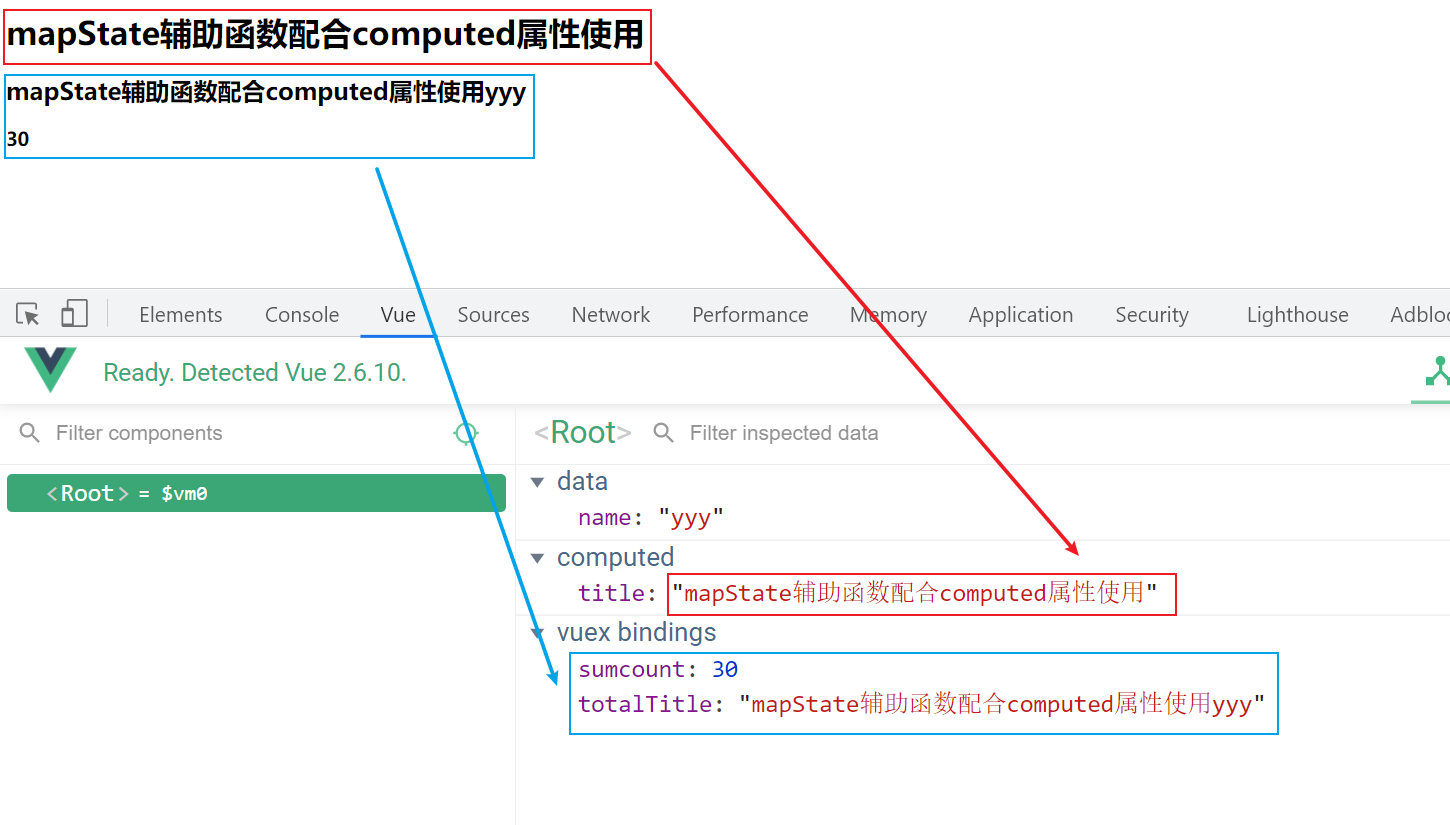 mapState辅助函数配合computed属性使用
mapState辅助函数配合computed属性使用yyy
30
Elements Console Vue Sources Network Performance Memory Application Security Lighthouse Adbloc
Ready. Detected Vue 2.6.10.
Filter components
<Root> = $vm0
<Root> Filter inspected data
data
name: "yyy"
computed
title: "mapState辅助函数配合computed属性使用"
vuex bindings
sumcount: 30
totalTitle: "mapState辅助函数配合computed属性使用yyy"